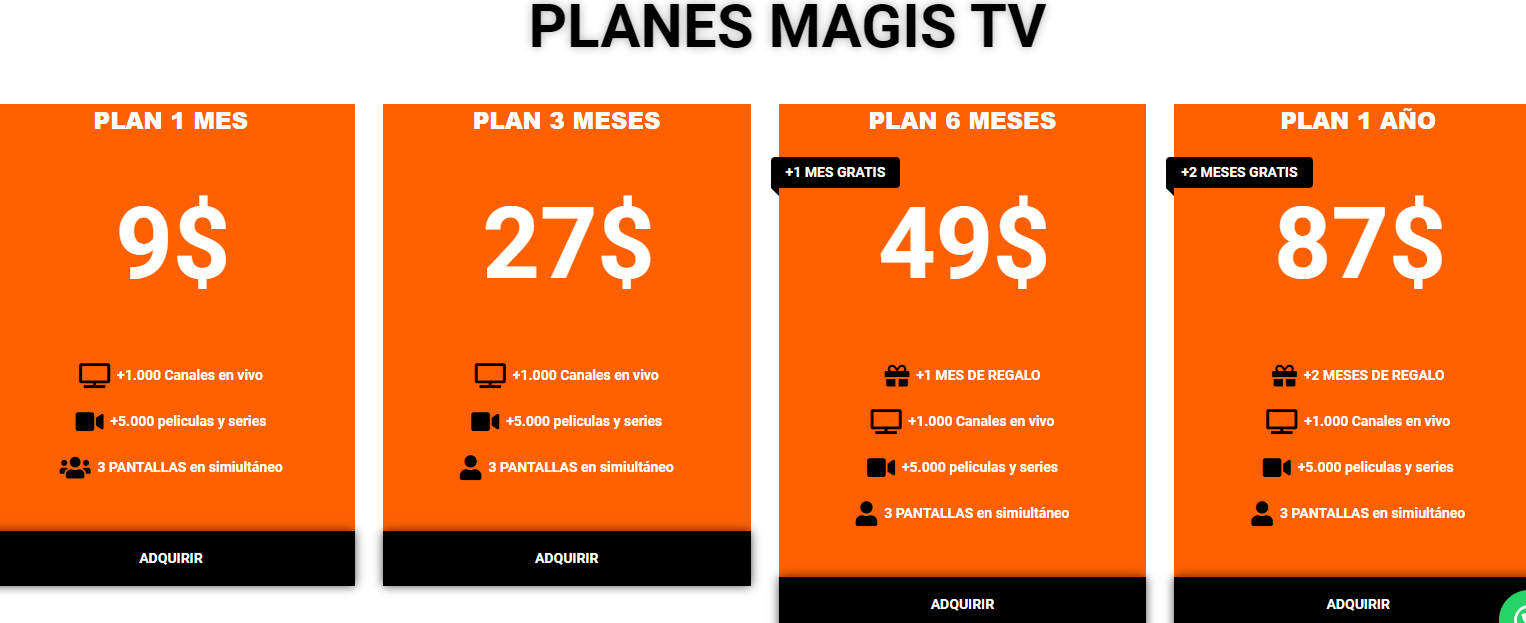 PLANES MAGIS TV
PLAN 1 MES
9$
+1.000 Canales en vivo
+5.000 peliculas y series
3 PANTALLAS en simiultáneo
ADQUIRIR
PLAN 3 MESES
27$
+1.000 Canales en vivo
+5.000 peliculas y series
3 PANTALLAS en simiultáneo
ADQUIRIR
PLAN 6 MESES
+1 MES GRATIS
49$
+1 MES DE REGALO
+1.000 Canales en vivo
+5.000 peliculas y series
3 PANTALLAS en simiultáneo
ADQUIRIR
PLAN 1 AÑO
+2 MESES GRATIS
87$
+2 MESES DE REGALO
+1.000 Canales en vivo
+5.000 peliculas y series
3 PANTALLAS en simiultáneo
ADQUIRIR